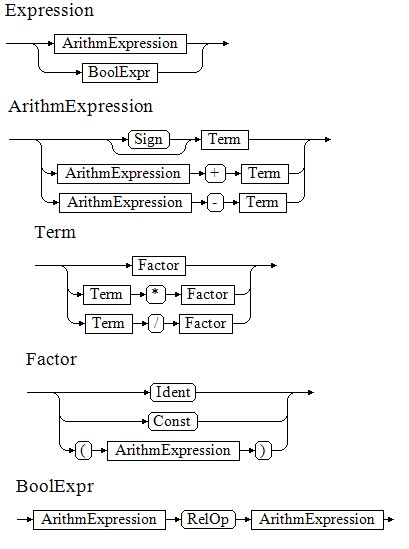 Expression
ArithmExpression
BoolExpr
ArithmExpression
Sign Term
ArithmExpression + Term
ArithmExpression - Term
Term
Factor
Term * Factor
Term / Factor
Factor
Ident
Const
( ArithmExpression )
BoolExpr
ArithmExpression RelOp ArithmExpression